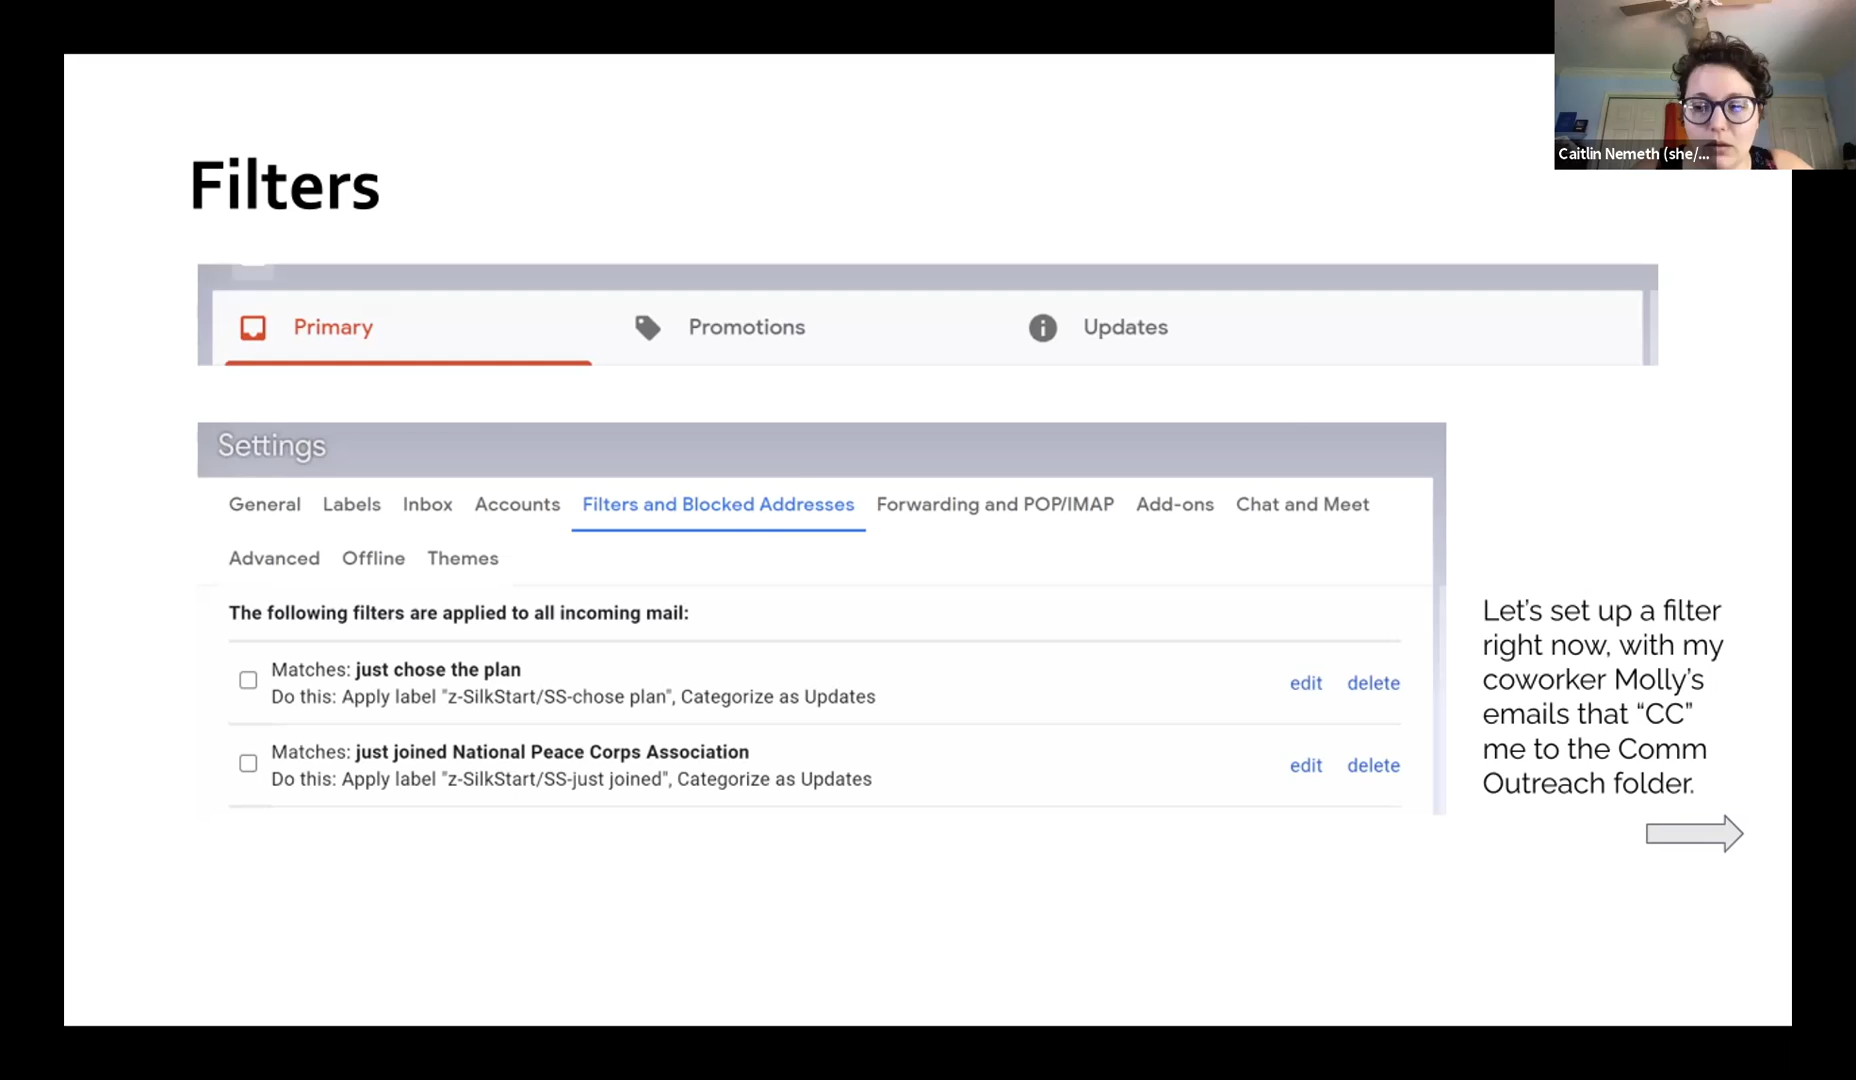 Caitlin Nemeth (she/...
Filters
Primary
Promotions
Updates
Settings
General Labels Inbox Accounts Filters and Blocked Addresses Forwarding and POP/IMAP Add-ons Chat and Meet
Advanced Offline Themes
The following filters are applied to all incoming mail:
Matches: just chose the plan
Do this: Apply label "z-SilkStart/SS-chose plan", Categorize as Updates
edit delete
Matches: just joined National Peace Corps Association
Do this: Apply label "z-SilkStart/SS-just joined", Categorize as Updates
edit delete
Let's set up a filter
right now, with my
coworker Molly's
emails that “CC”
me to the Comm
Outreach folder.